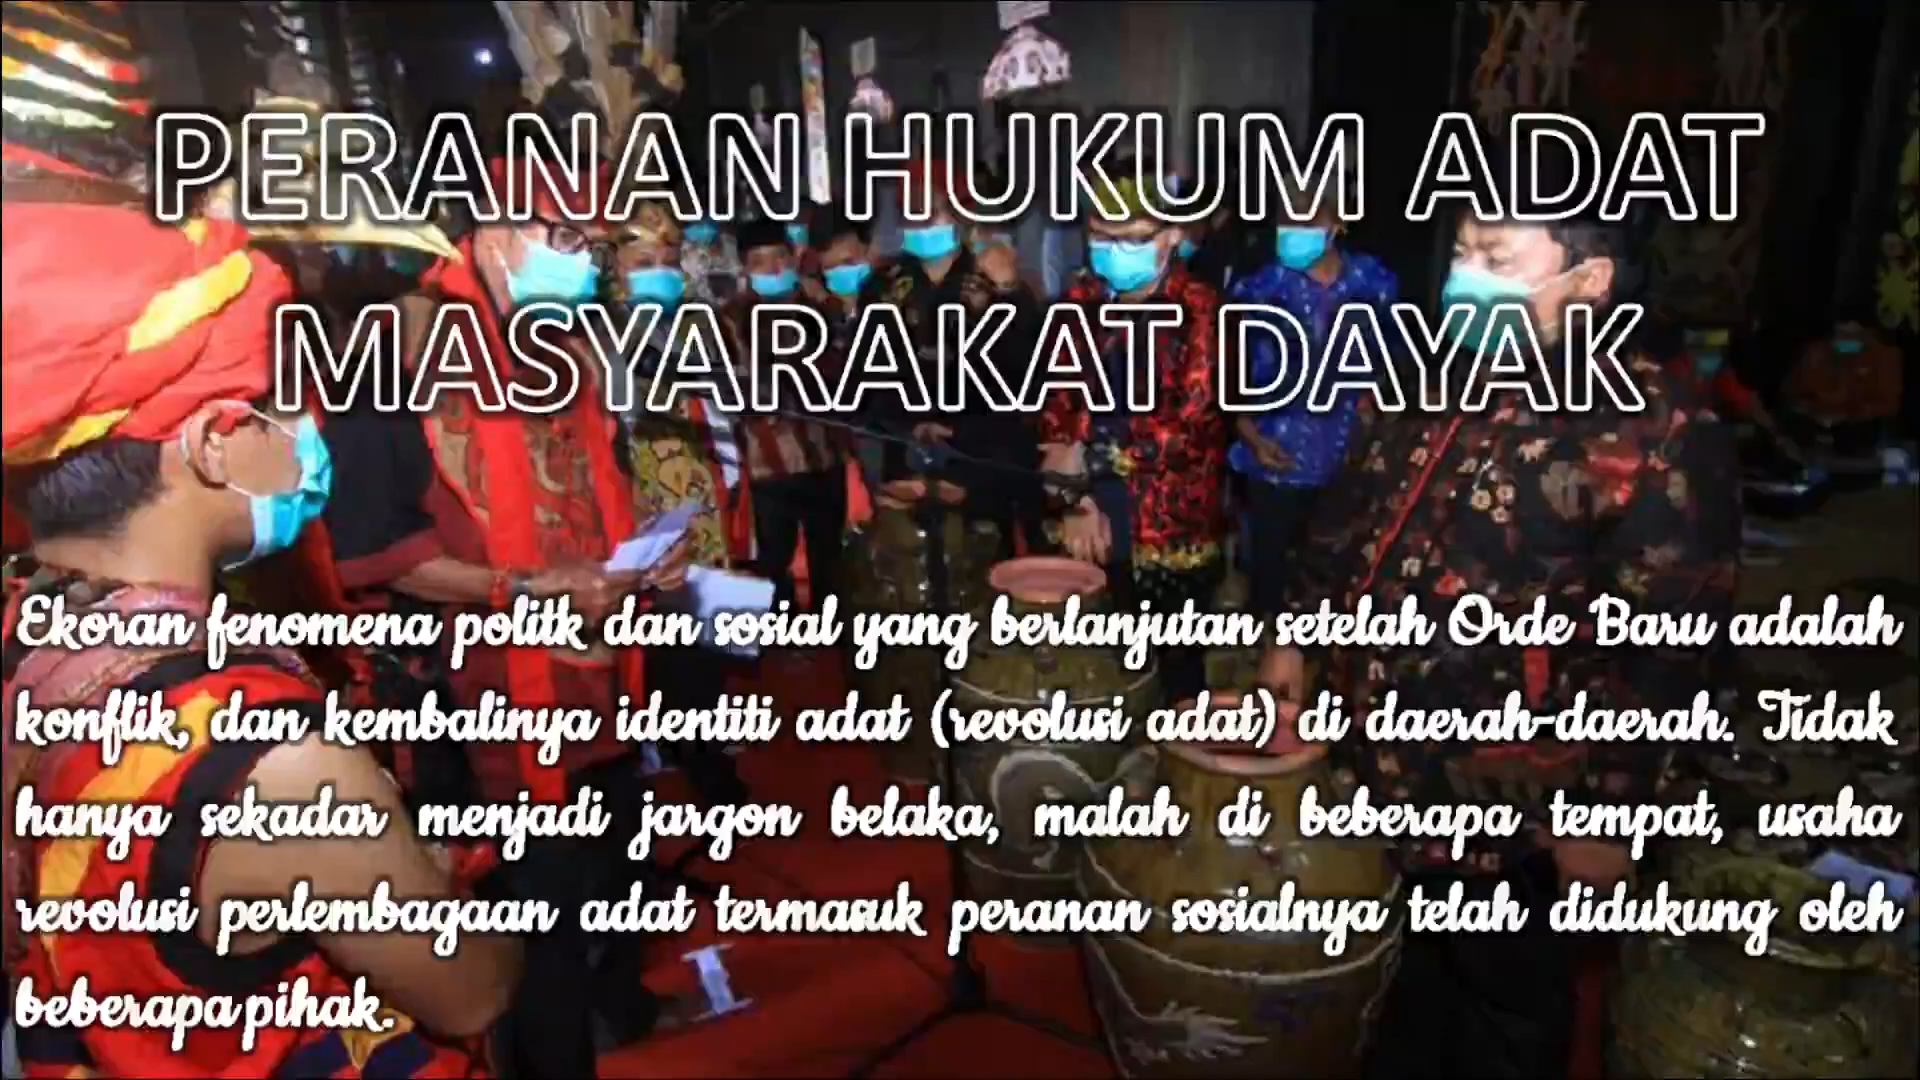 PERANAN HUKUM ADAT
MASYARAKAT DAYAK
Ekoran fenomena politk dan sosial yang berlanjutan setelah Orde Baru adalah
konflik, dan kembalinya identiti adat (revolusi adat) di daerah-daerah. Tidak
hanya sekadar menjadi jargon belaka, malah di beberapa tempat, usaha
revolusi perlembagaan adat termasuk peranan sosialnya telah didukung oleh
beberapa pihak.